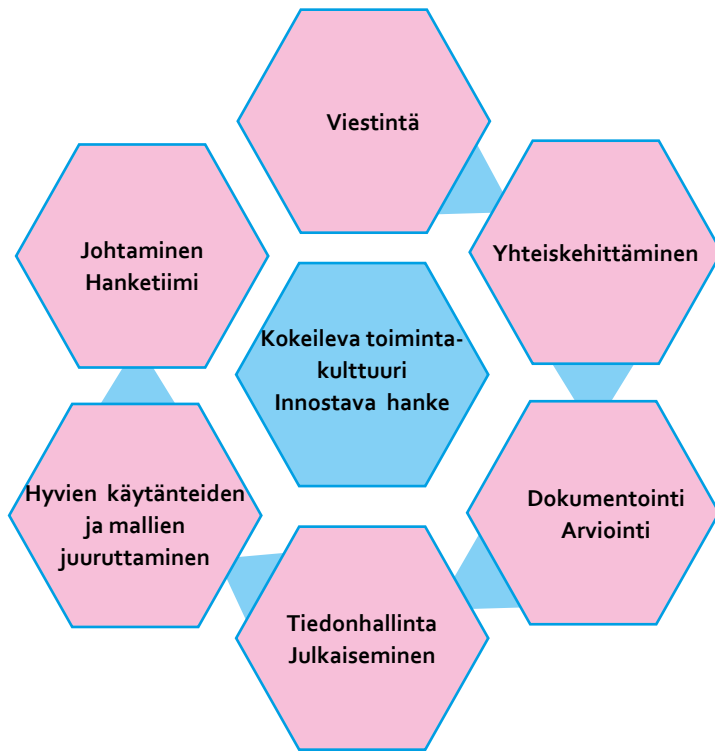 Viestintä
Yhteiskehittäminen
Johtaminen
Hanketiimi
Kokeileva toiminta-
kulttuuri
Innostava hanke
Dokumentointi
Arviointi
Hyvien käytänteiden
ja mallien
juuruttaminen
Tiedonhallinta
Julkaiseminen